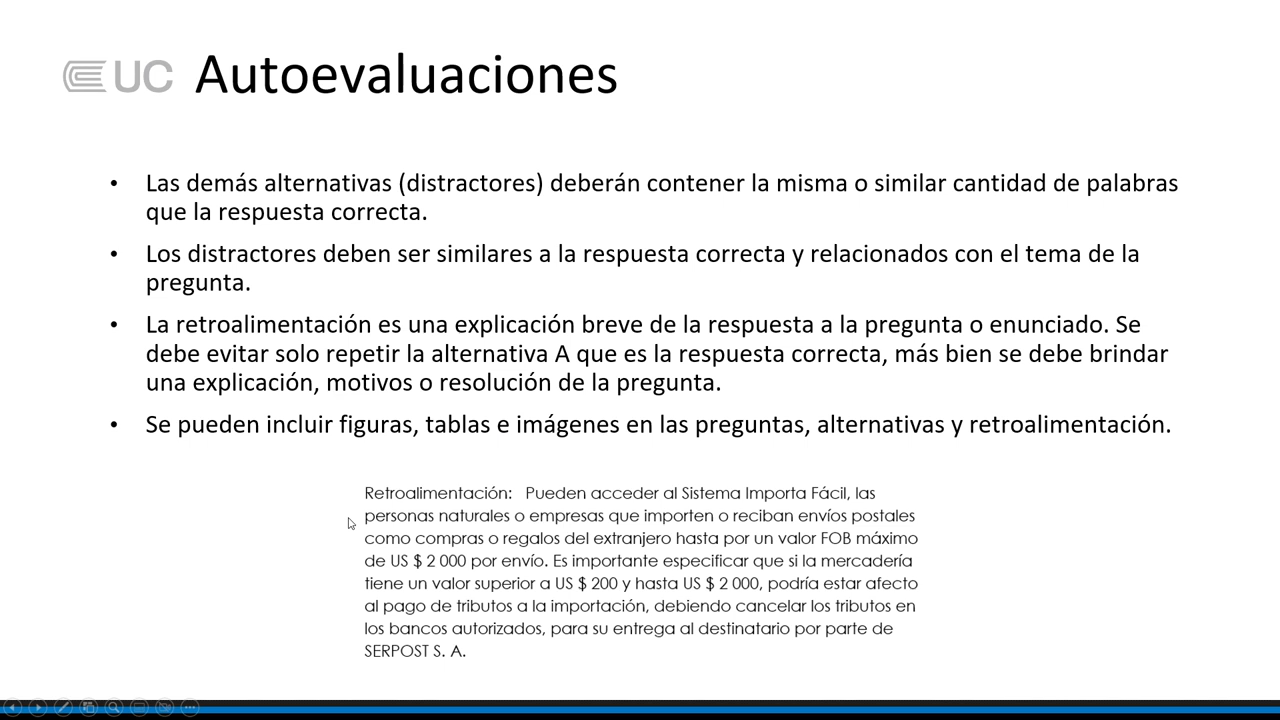 UC Autoevaluaciones
• Las demás alternativas (distractores) deberán contener la misma o similar cantidad de palabras
que la respuesta correcta.
• Los distractores deben ser similares a la respuesta correcta y relacionados con el tema de la
pregunta.
• La retroalimentación es una explicación breve de la respuesta a la pregunta o enunciado. Se
debe evitar solo repetir la alternativa A que es la respuesta correcta, más bien se debe brindar
una explicación, motivos o resolución de la pregunta.
• Se pueden incluir figuras, tablas e imágenes en las preguntas, alternativas y retroalimentación.
Retroalimentación: Pueden acceder al Sistema Importa Fácil, las
personas naturales o empresas que importen o reciban envíos postales
como compras o regalos del extranjero hasta por un valor FOB máximo
de US $ 2 000 por envío. Es importante especificar que si la mercadería
tiene un valor superior a US $ 200 y hasta US $ 2 000, podría estar afecto
al pago de tributos a la importación, debiendo cancelar los tributos en
los bancos autorizados, para su entrega al destinatario por parte de
SERPOST S. A.